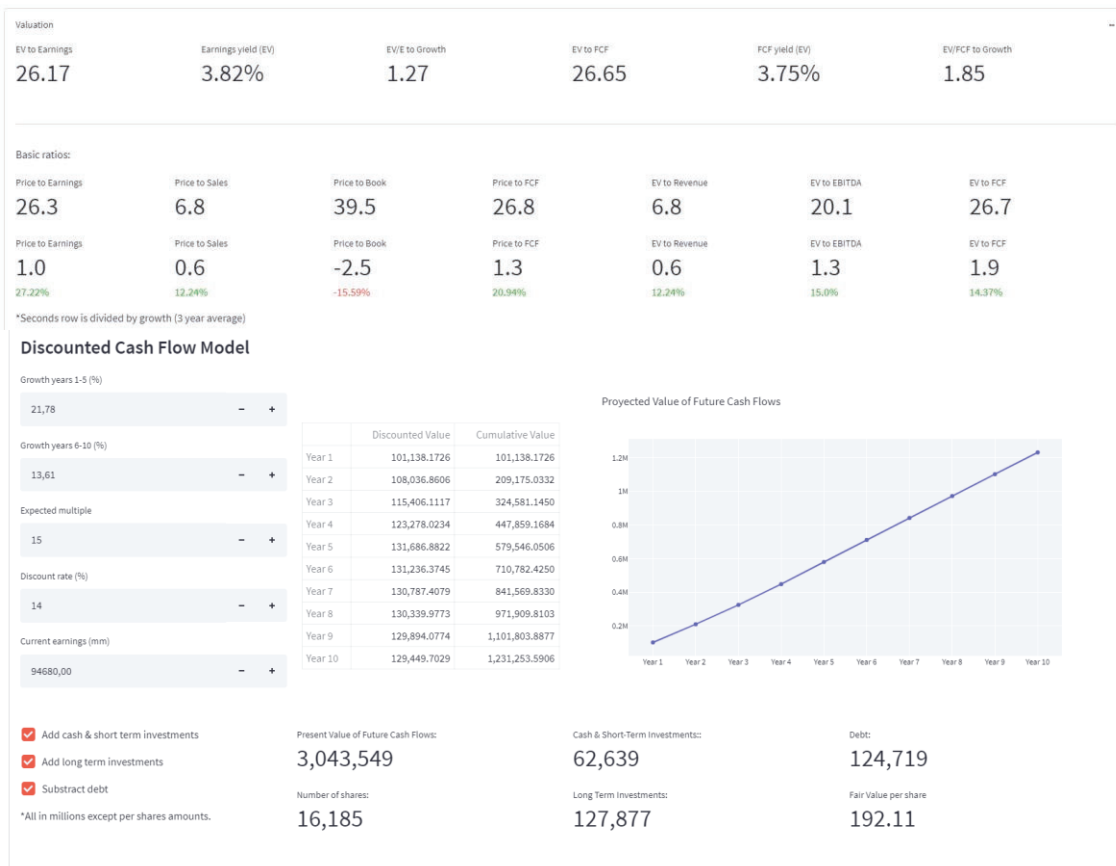 Valuation
EV to Earnings Earnings yield (EV) EV/E to Growth EV to FCF FCF yield (EV) EV/FCF to Growth
26.17 3.82% 1.27 26.65 3.75% 1.85
Basic ratios:
Price to Earnings Price to Sales Price to Book Price to FCF EV to Revenue EV to EBITDA EV to FCF
26.3 6.8 39.5 26.8 6.8 20.1 26.7
Price to Earnings Price to Sales Price to Book Price to FCF EV to Revenue EV to EBITDA EV to FCF
1.0 0.6 -2.5 1.3 0.6 1.3 1.9
27.22% 12.24% -15.59% 20.94% 12.24% 15.0% 14.37%
*Seconds row is divided by growth (3 year average)
Discounted Cash Flow Model
Growth years 1-5 (%)
21,78 − +
Growth years 6-10 (%)
13,61 − +
Expected multiple
15 − +
Discount rate (%)
14 − +
Current earnings (mm)
94680,00 − +
Discounted Value Cumulative Value
Year 1 101,138.1726 101,138.1726
Year 2 108,036.8606 209,175.0332
Year 3 115,406.1117 324,581.1450
Year 4 123,278.0234 447,859.1684
Year 5 131,686.8822 579,546.0506
Year 6 131,236.3745 710,782.4250
Year 7 130,787.4079 841,569.8330
Year 8 130,339.9773 971,909.8103
Year 9 129,894.0774 1,101,803.8877
Year 10 129,449.7029 1,231,253.5906
Proyected Value of Future Cash Flows
1.2M
1M
0.8M
0.6M
0.4M
0.2M
Year 1 Year 2 Year 3 Year 4 Year 5 Year 6 Year 7 Year 8 Year 9 Year 10
Add cash & short term investments
Add long term investments
Substract debt
*All in millions except per shares amounts.
Present Value of Future Cash Flows: Cash & Short-Term Investments:: Debt:
3,043,549 62,639 124,719
Number of shares: Long Term Investments: Fair Value per share
16,185 127,877 192.11